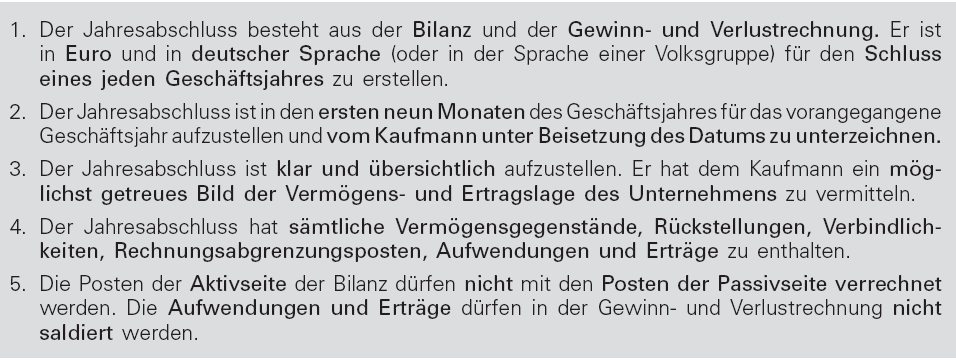 1. Der Jahresabschluss besteht aus der Bilanz und der Gewinn- und Verlustrechnung. Er ist
in Euro und in deutscher Sprache (oder in der Sprache einer Volksgruppe) für den Schluss
eines jeden Geschäftsjahres zu erstellen.
2. Der Jahresabschluss ist in den ersten neun Monaten des Geschäftsjahres für das vorangegangene
Geschäftsjahr aufzustellen und vom Kaufmann unter Beisetzung des Datums zu unterzeichnen.
3. Der Jahresabschluss ist klar und übersichtlich aufzustellen. Er hat dem Kaufmann ein mög-
lichst getreues Bild der Vermögens- und Ertragslage des Unternehmens zu vermitteln.
4. Der Jahresabschluss hat sämtliche Vermögensgegenstände, Rückstellungen, Verbindlich-
keiten, Rechnungsabgrenzungsposten, Aufwendungen und Erträge zu enthalten.
5. Die Posten der Aktivseite der Bilanz dürfen nicht mit den Posten der Passivseite verrechnet
werden. Die Aufwendungen und Erträge dürfen in der Gewinn- und Verlustrechnung nicht
saldiert werden.